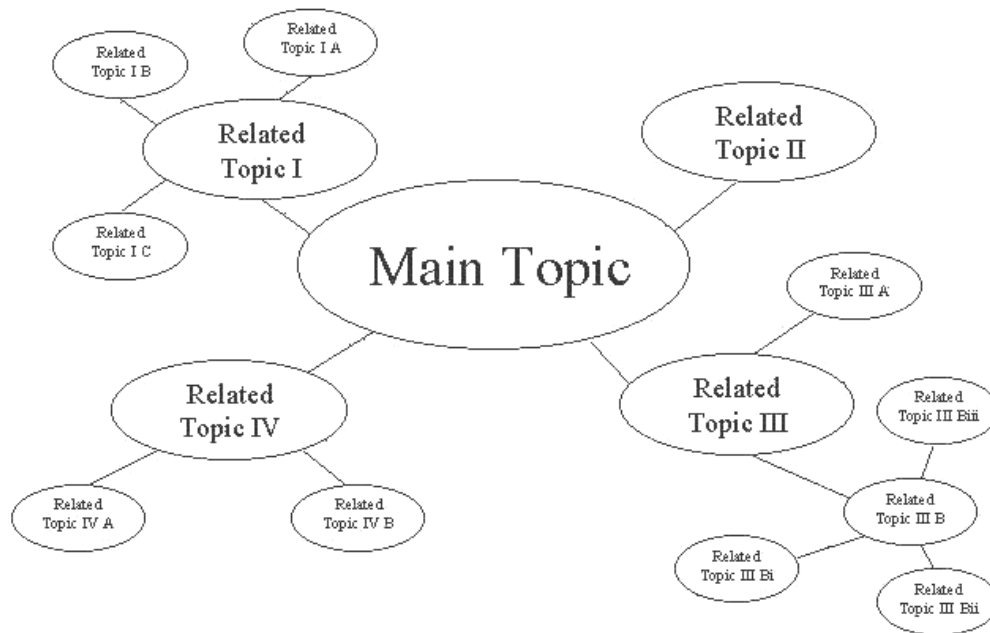 Related
Topic I A
Related
Topic I B
Related
Topic I
Related
Topic I C
Related
Topic II
Main Topic
Related
Topic III A
Related
Topic III
Related
Topic III Biii
Related
Topic III B
Related
Topic III Bi
Related
Topic III Bii
Related
Topic IV
Related
Topic IV A
Related
Topic IV B